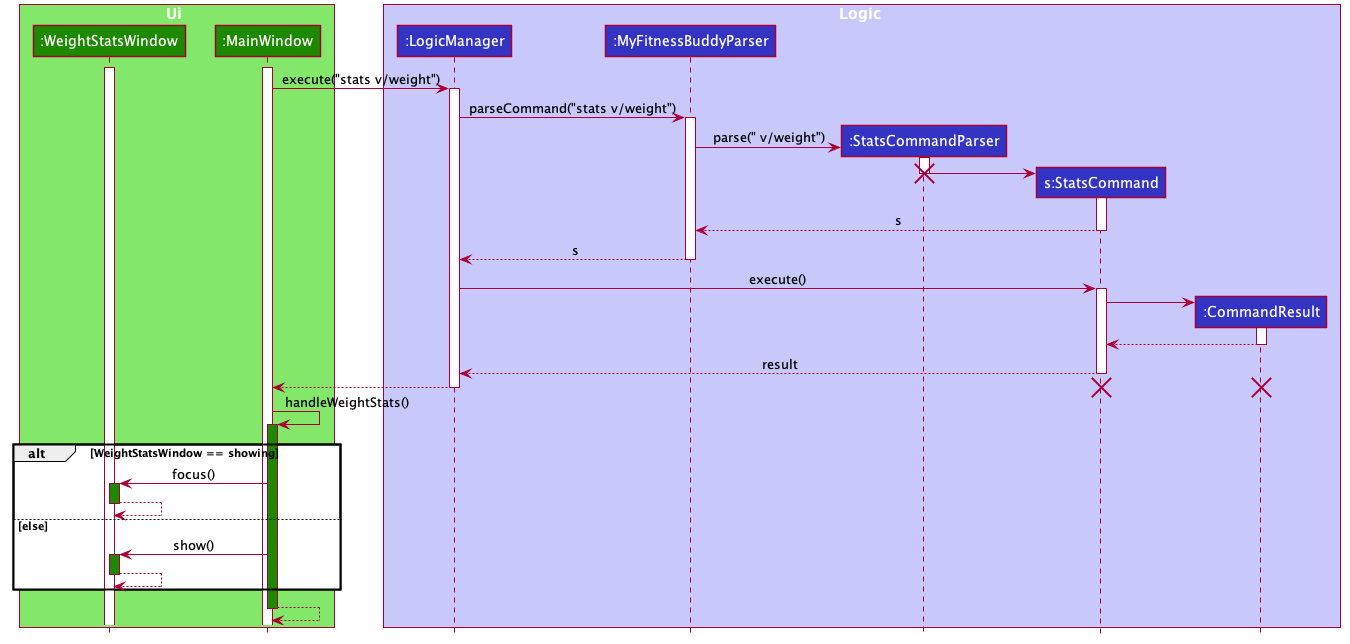 Ui
Logic
:WeightStatsWindow
:MainWindow
:LogicManager
:MyFitnessBuddyParser
execute("stats v/weight")
parseCommand("stats v/weight")
parse(" v/weight")
:StatsCommandParser
s:StatsCommand
s
s
execute()
:CommandResult
result
handleWeightStats()
alt
[WeightStatsWindow == showing]
focus()
[else]
show()